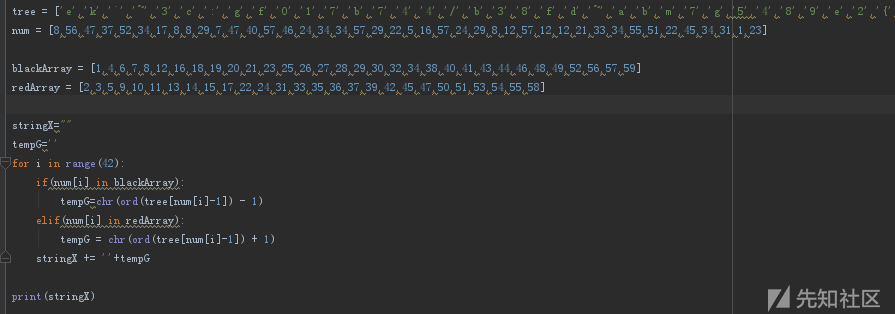 tree = ['e','k','`','~','3','c',':','g','f','0','1','7','b','7','4','4','/','b','3','8','f','d','~','a','b','m','7','g','5','4','8','9','e','2','{',
num = [8,56,47,37,52,34,17,8,8,29,7,47,40,57,46,24,34,34,57,29,22,5,16,57,24,29,8,12,57,12,12,21,33,34,55,51,22,45,34,31,1,23]
blackArray = [1,4,6,7,8,12,16,18,19,20,21,23,25,26,27,28,29,30,32,34,38,40,41,43,44,46,48,49,52,56,57,59]
redArray = [2,3,5,9,10,11,13,14,15,17,22,24,31,33,35,36,37,39,42,45,47,50,51,53,54,55,58]
stringX=""
tempG=''
for i in range(42):
if(num[i] in blackArray):
tempG=chr(ord(tree[num[i]-1]) - 1)
elif(num[i] in redArray):
tempG = chr(ord(tree[num[i]-1]) + 1)
stringX += ''+tempG
print(stringX)
先知社区